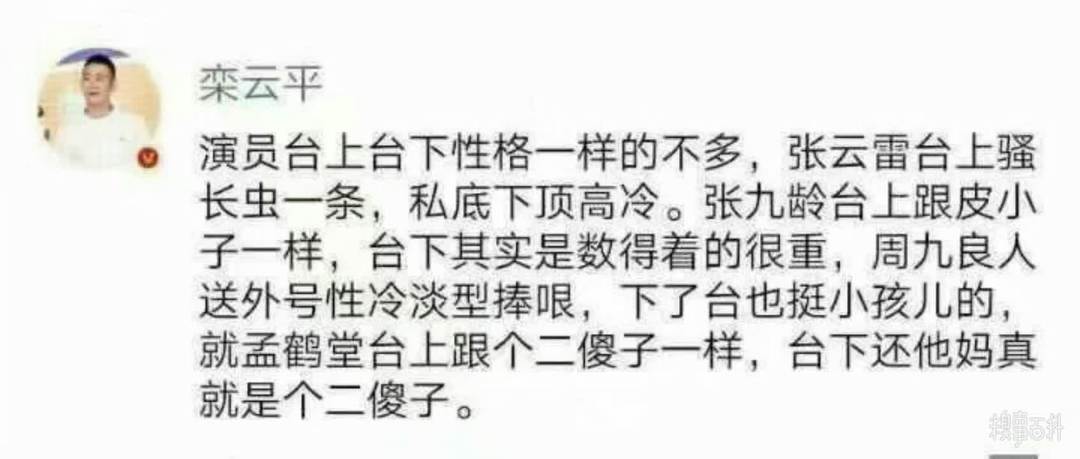 栾云平
演员台上台下性格一样的不多，张云雷台上骚
长虫一条，私底下顶高冷。张九龄台上跟皮小
子一样，台下其实是数得着的很重，周九良人
送外号性冷淡型捧哏，下了台也挺小孩儿的，
就孟鹤堂台上跟个二傻子一样，台下还他妈真
就是个二傻子。
糗事百科